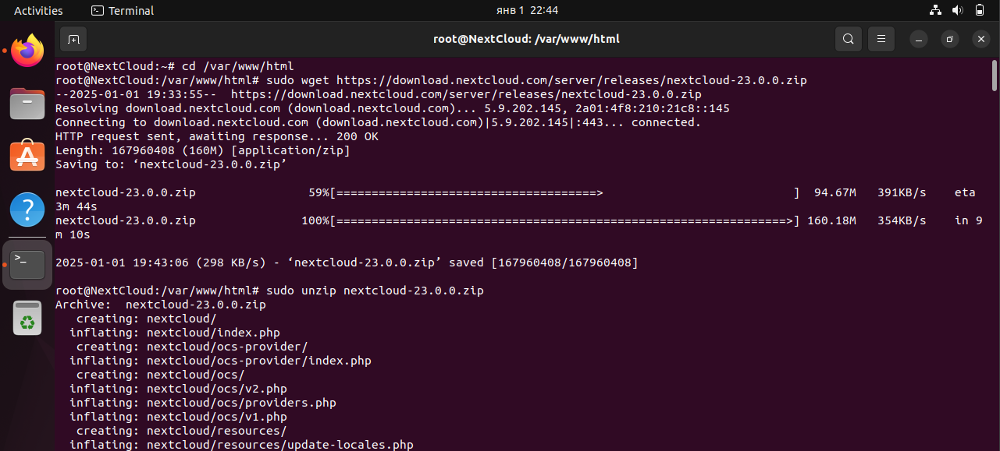 Activities
Terminal
янв 1 22:44
root@NextCloud: /var/www/html
root@NextCloud:~# cd /var/www/html
root@NextCloud:/var/www/html# sudo wget https://download.nextcloud.com/server/releases/nextcloud-23.0.0.zip
--2025-01-01 19:33:55--  https://download.nextcloud.com/server/releases/nextcloud-23.0.0.zip
Resolving download.nextcloud.com (download.nextcloud.com)... 5.9.202.145, 2a01:4f8:210:21c8::145
Connecting to download.nextcloud.com (download.nextcloud.com)|5.9.202.145|:443... connected.
HTTP request sent, awaiting response... 200 OK
Length: 167960408 (160M) [application/zip]
Saving to: ‘nextcloud-23.0.0.zip’
nextcloud-23.0.0.zip                59%[=====================================>                           ]  94.67M   391KB/s    eta
3m 44s
nextcloud-23.0.0.zip               100%[================================================================>] 160.18M   354KB/s    in 9
m 10s
2025-01-01 19:43:06 (298 KB/s) - ‘nextcloud-23.0.0.zip’ saved [167960408/167960408]
root@NextCloud:/var/www/html# sudo unzip nextcloud-23.0.0.zip
Archive:  nextcloud-23.0.0.zip
   creating: nextcloud/
  inflating: nextcloud/index.php
   creating: nextcloud/ocs-provider/
  inflating: nextcloud/ocs-provider/index.php
   creating: nextcloud/ocs/
  inflating: nextcloud/ocs/v2.php
  inflating: nextcloud/ocs/providers.php
  inflating: nextcloud/ocs/v1.php
   creating: nextcloud/resources/
  inflating: nextcloud/resources/update-locales.php